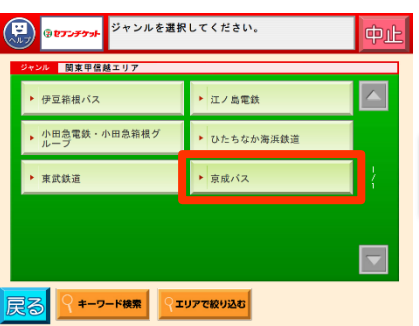 ヘルプ
セブンチケット
ジャンルを選択してください。
中止
ジャンル 関東甲信越エリア
伊豆箱根バス
江ノ島電鉄
小田急電鉄・小田急箱根グ
ループ
ひたちなか海浜鉄道
東武鉄道
京成バス
1/1
戻る
キーワード検索
エリアで絞り込む